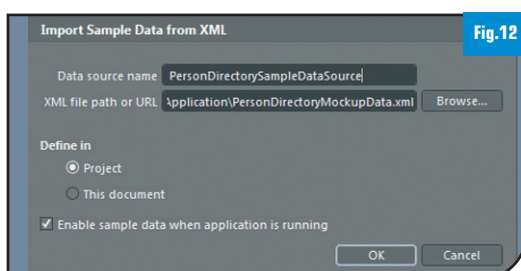 Import Sample Data from XML
Fig.12
Data source name PersonDirectorySampleDataSource
XML file path or URL Application\PersonDirectoryMockupData.xml Browse...
Define in
Project
This document
Enable sample data when application is running
OK Cancel